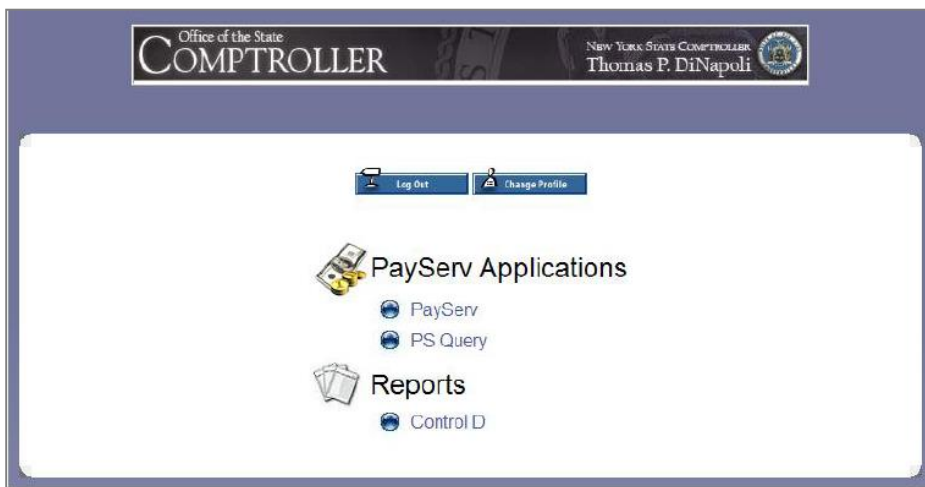 Office of the State
COMPTROLLER
NEW YORK STATE COMPTROLLER
Thomas P. DiNapoli
Log Out
Change Profile
PayServ Applications
PayServ
PS Query
Reports
Control D